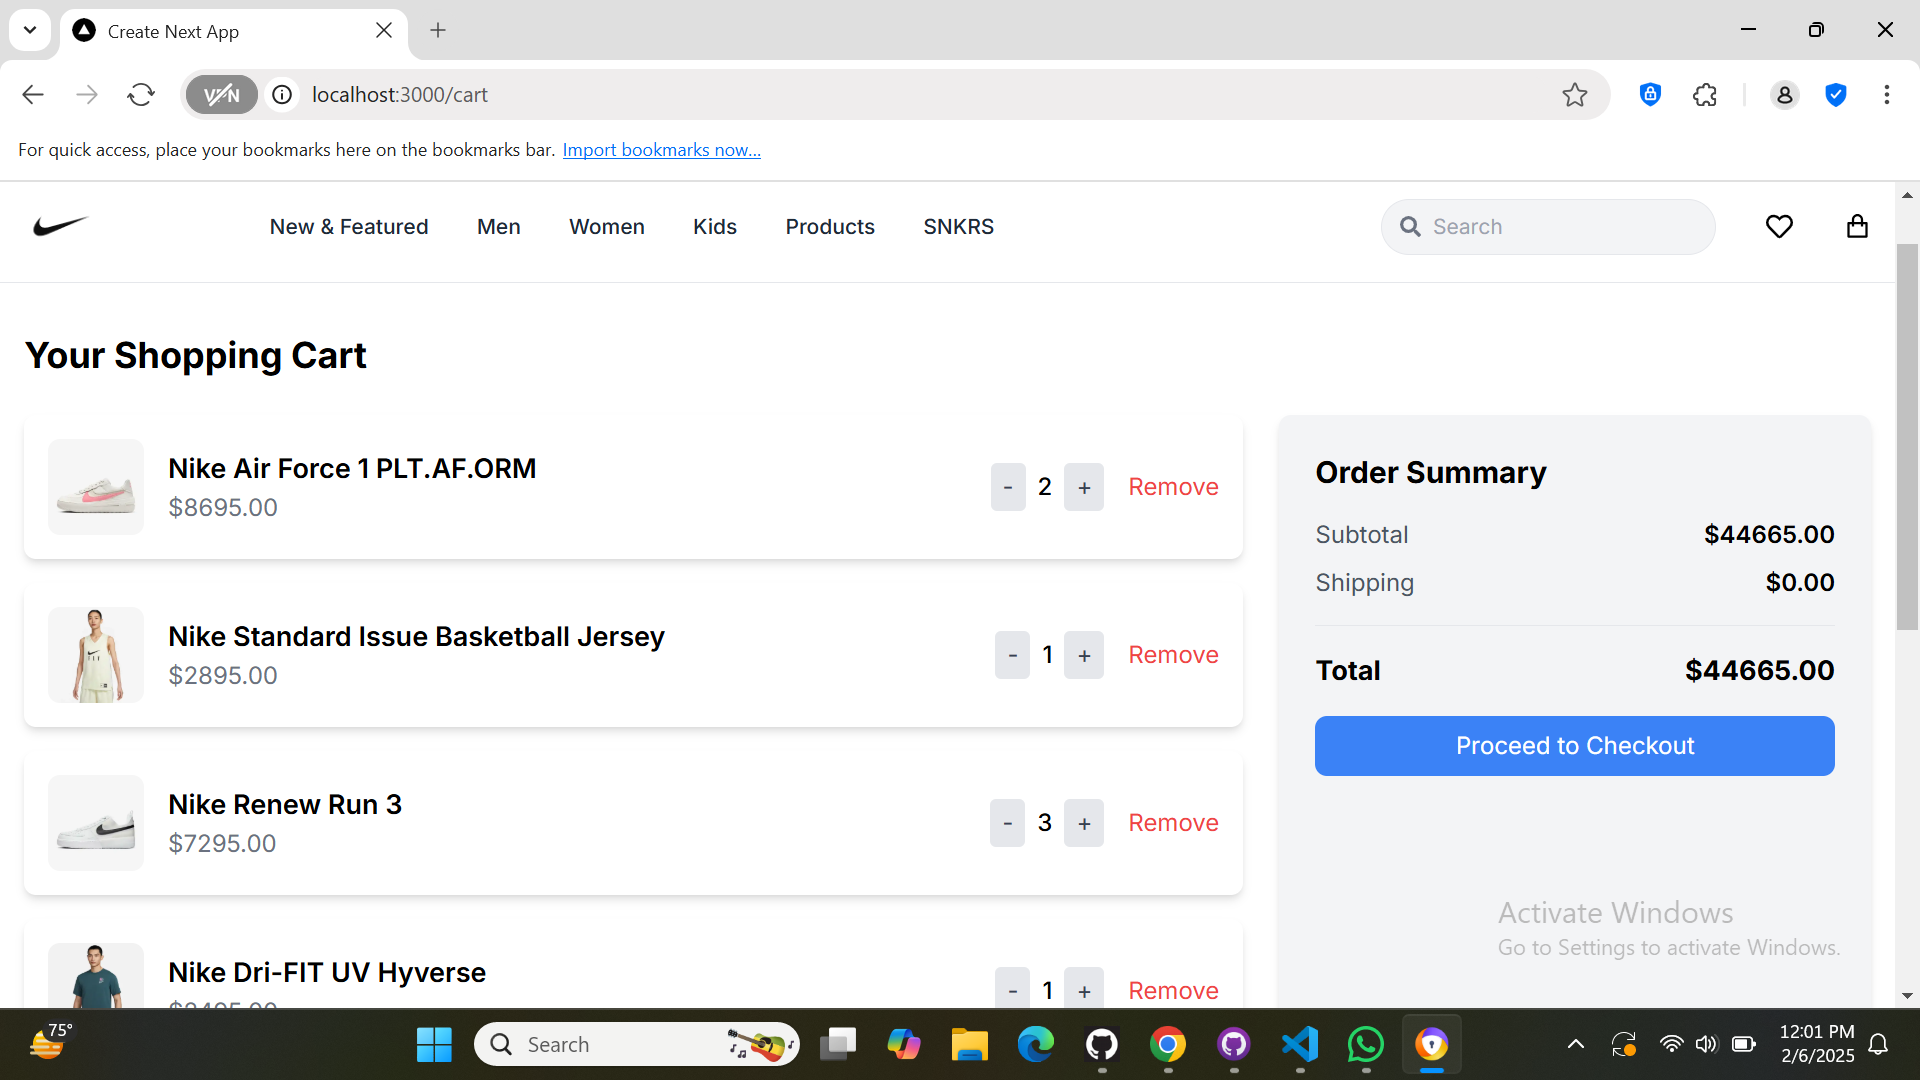 Create Next App
VPN
localhost:3000/cart
For quick access, place your bookmarks here on the bookmarks bar. Import bookmarks now...
New & Featured
Men
Women
Kids
Products
SNKRS
Search
Your Shopping Cart
Nike Air Force 1 PLT.AF.ORM
$8695.00
- 2 + Remove
Nike Standard Issue Basketball Jersey
$2895.00
- 1 + Remove
Nike Renew Run 3
$7295.00
- 3 + Remove
Nike Dri-FIT UV Hyverse
- 1 + Remove
Order Summary
Subtotal $44665.00
Shipping $0.00
Total $44665.00
Proceed to Checkout
Activate Windows
Go to Settings to activate Windows.
75°
Search
12:01 PM
2/6/2025